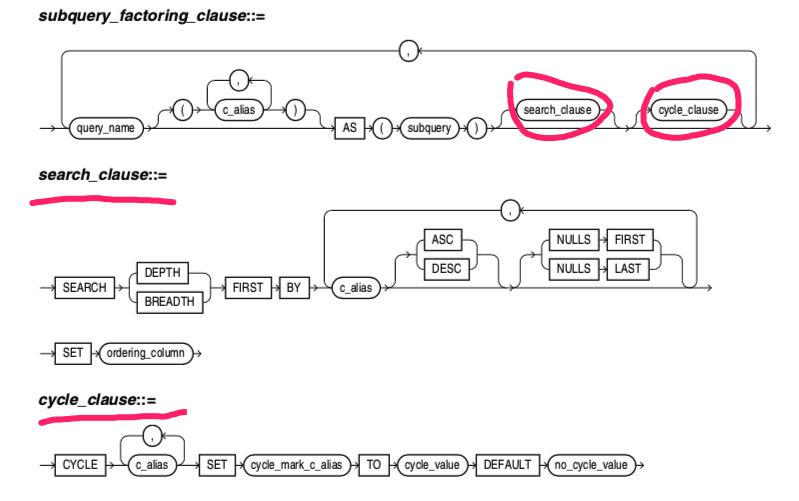 subquery_factoring_clause::=
,
,
( c_alias ) search_clause cycle_clause
query_name AS ( subquery )
search_clause::=
,
ASC NULLS FIRST
DEPTH DESC NULLS LAST
SEARCH FIRST BY c_alias
BREADTH
SET ordering_column
cycle_clause::=
,
CYCLE c_alias SET cycle_mark_c_alias TO cycle_value DEFAULT no_cycle_value